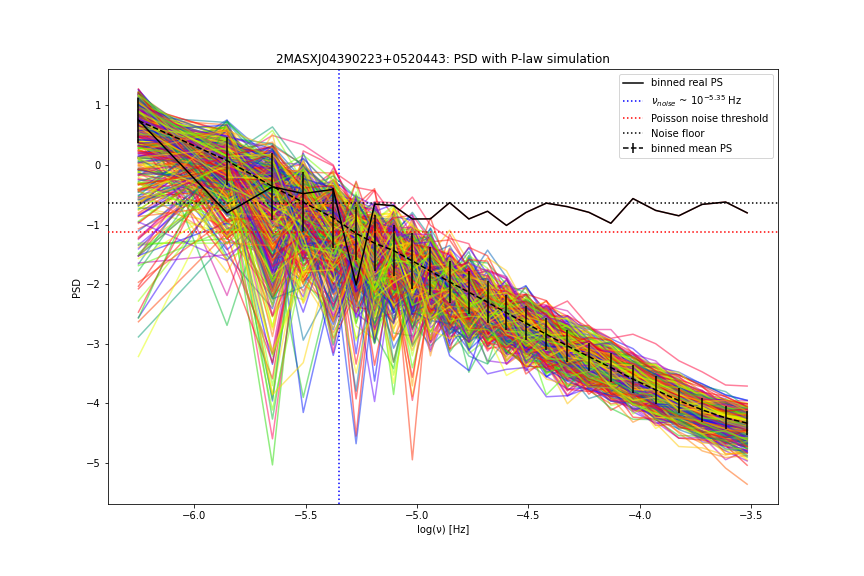 2MASXJ04390223+0520443: PSD with P-law simulation
binned real PS
ν_noise ~ 10^−5.35 Hz
Poisson noise threshold
Noise floor
binned mean PS
PSD
1
0
−1
−2
−3
−4
−5
−6.0 −5.5 −5.0 −4.5 −4.0 −3.5
log(ν) [Hz]